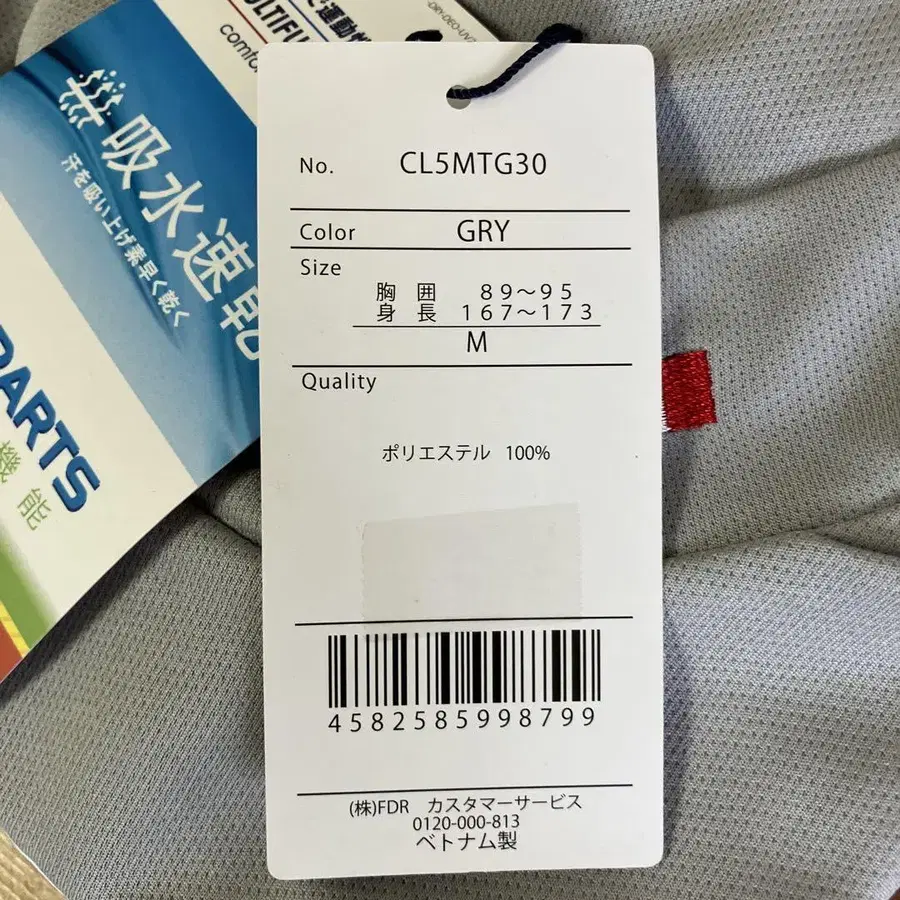 No. CL5MTG30
Color GRY
Size
胸 囲 89～95
身 長 167～173
M
Quality
ポリエステル 100%
4582585998799
(株)FDR カスタマーサービス
0120-000-813
ベトナム製
吸水速乾
汗を吸い上げ素早く乾く
PARTS
機能